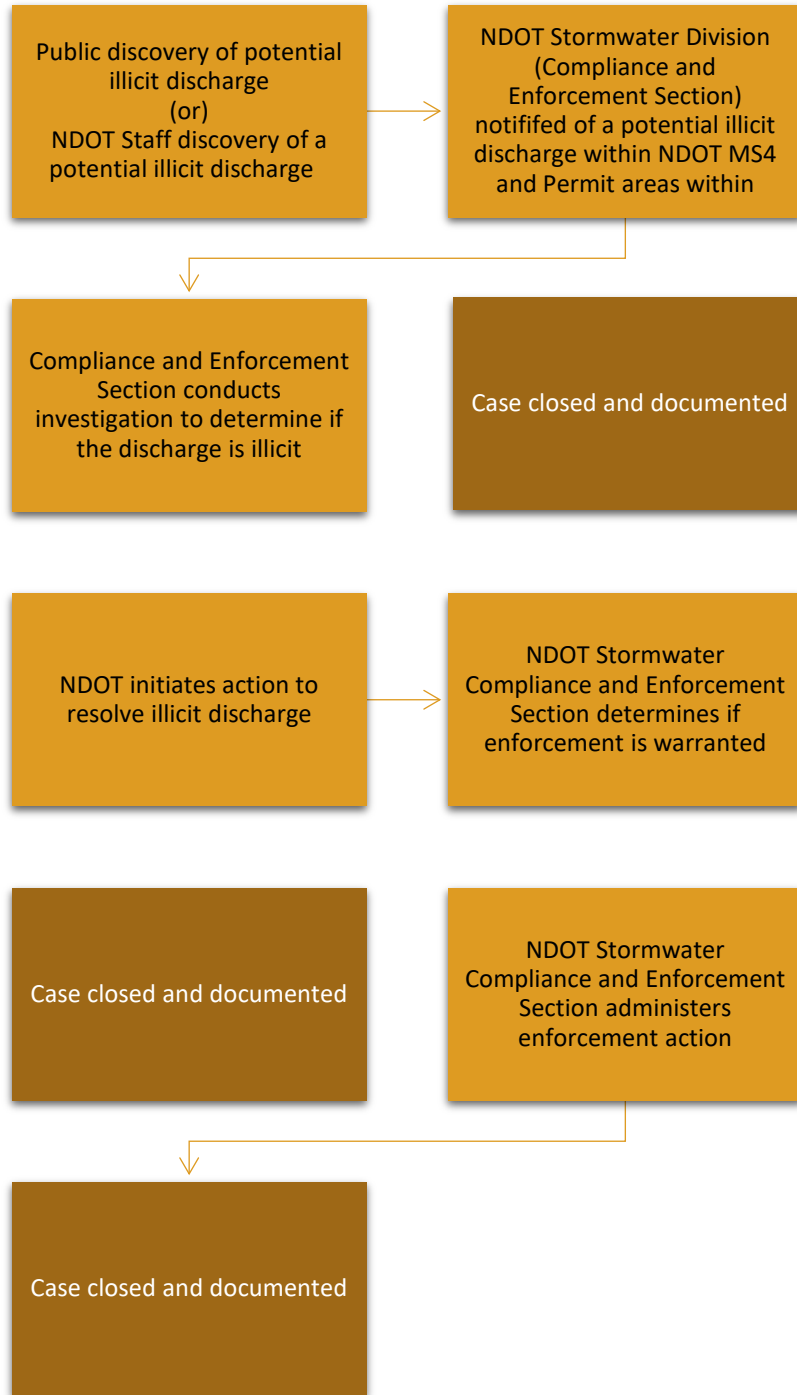 Public discovery of potential
illicit discharge
(or)
NDOT Staff discovery of a
potential illicit discharge
NDOT Stormwater Division
(Compliance and
Enforcement Section)
notififed of a potential illicit
discharge within NDOT MS4
and Permit areas within
Compliance and Enforcement
Section conducts
investigation to determine if
the discharge is illicit
Case closed and documented
NDOT initiates action to
resolve illicit discharge
NDOT Stormwater
Compliance and Enforcement
Section determines if
enforcement is warranted
Case closed and documented
NDOT Stormwater
Compliance and Enforcement
Section administers
enforcement action
Case closed and documented